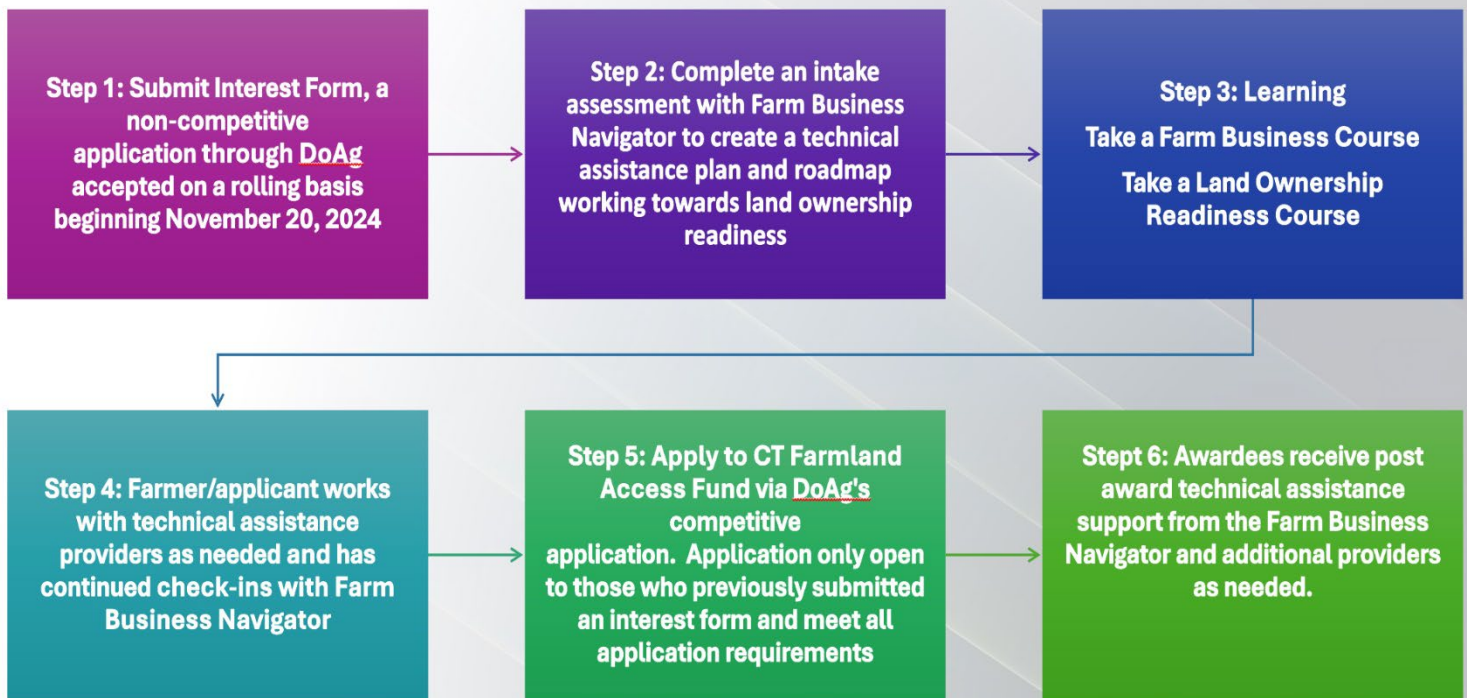 Step 1: Submit Interest Form, a
non-competitive
application through DoAg
accepted on a rolling basis
beginning November 20, 2024
Step 2: Complete an intake
assessment with Farm Business
Navigator to create a technical
assistance plan and roadmap
working towards land ownership
readiness
Step 3: Learning
Take a Farm Business Course
Take a Land Ownership
Readiness Course
Step 4: Farmer/applicant works
with technical assistance
providers as needed and has
continued check-ins with Farm
Business Navigator
Step 5: Apply to CT Farmland
Access Fund via DoAg's
competitive
application.  Application only open
to those who previously submitted
an interest form and meet all
application requirements
Stept 6: Awardees receive post
award technical assistance
support from the Farm Business
Navigator and additional providers
as needed.